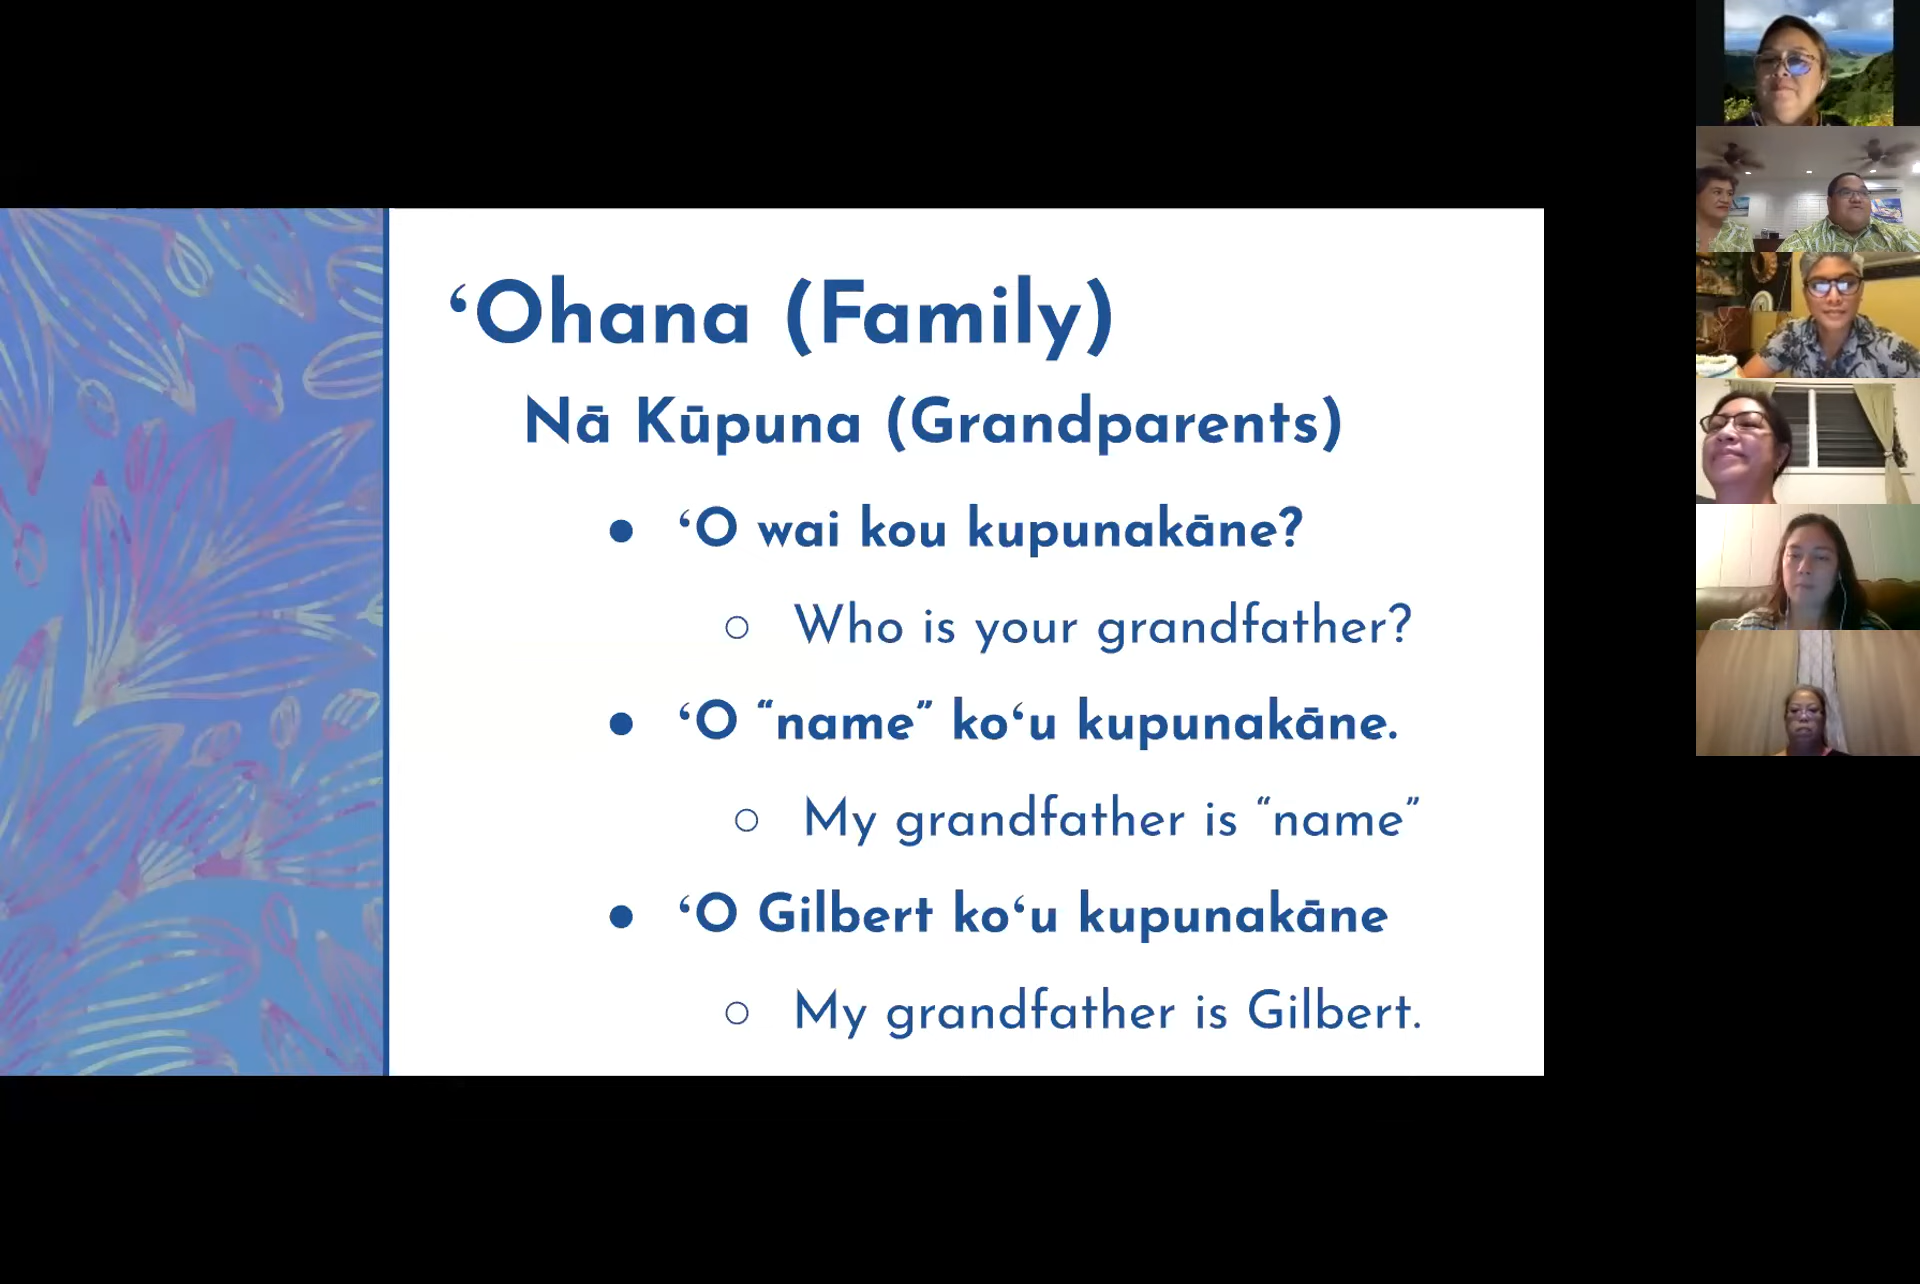 ʻOhana (Family)
Nā Kūpuna (Grandparents)
● ʻO wai kou kupunakāne?
○ Who is your grandfather?
● ʻO “name” koʻu kupunakāne.
○ My grandfather is “name”
● ʻO Gilbert koʻu kupunakāne
○ My grandfather is Gilbert.